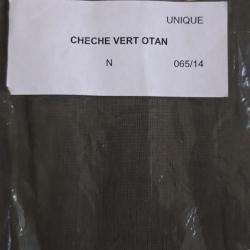 UNIQUE
CHECHE VERT OTAN
N 065/14